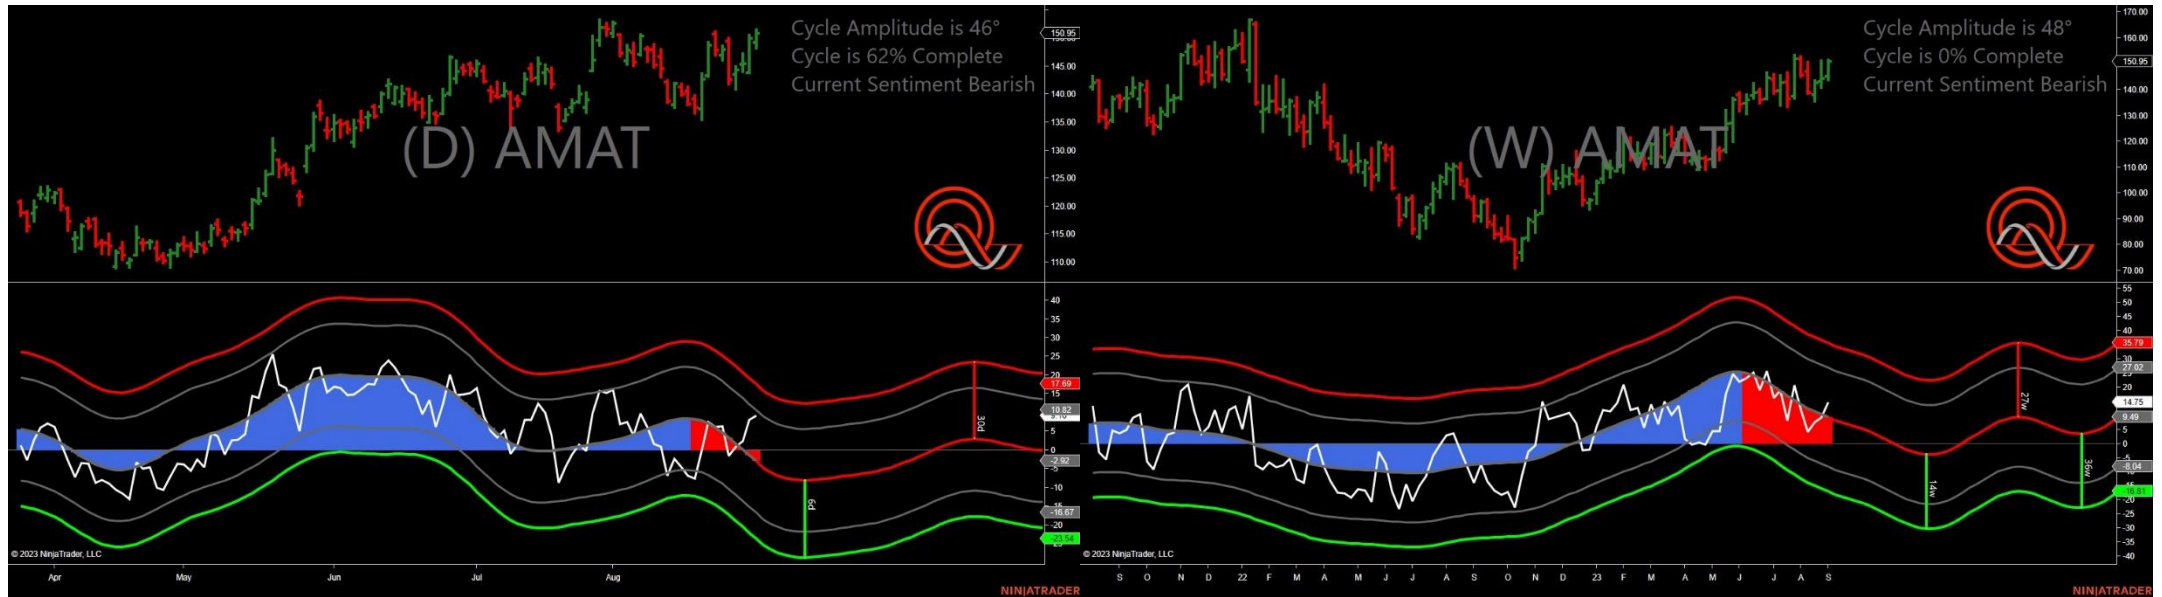 Cycle Amplitude is 46°
Cycle is 62% Complete
Current Sentiment Bearish
(D) AMAT
150.95
145.00
140.00
135.00
130.00
125.00
120.00
115.00
110.00
40
35
30
25
20
17.69
10.82
5
0
-2.92
-5
-10
-16.67
-20
-23.54
30d
9d
© 2023 NinjaTrader, LLC
Apr May Jun Jul Aug
NINJATRADER
Cycle Amplitude is 48°
Cycle is 0% Complete
Current Sentiment Bearish
(W) AMAT
170.00
160.00
150.95
140.00
130.00
120.00
110.00
100.00
90.00
80.00
70.00
55
50
45
40
35.79
30
27.02
20
14.75
9.49
5
0
-8.04
-16.81
-20
-25
-30
-35
-40
27w
14w
36w
© 2023 NinjaTrader, LLC
S O N D 22 F M A M J J A S O N D 23 F M A M J J A S
NINJATRADER